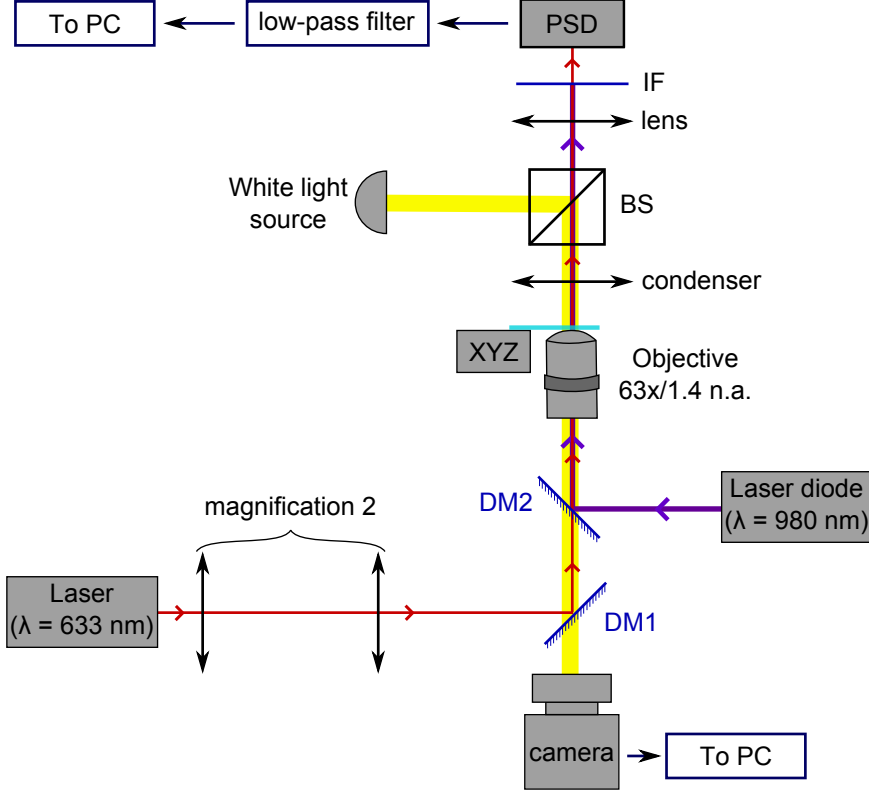 To PC
low-pass filter
PSD
IF
lens
White light
source
BS
condenser
XYZ
Objective
63x/1.4 n.a.
magnification 2
DM2
Laser diode
(λ = 980 nm)
Laser
(λ = 633 nm)
DM1
camera
To PC